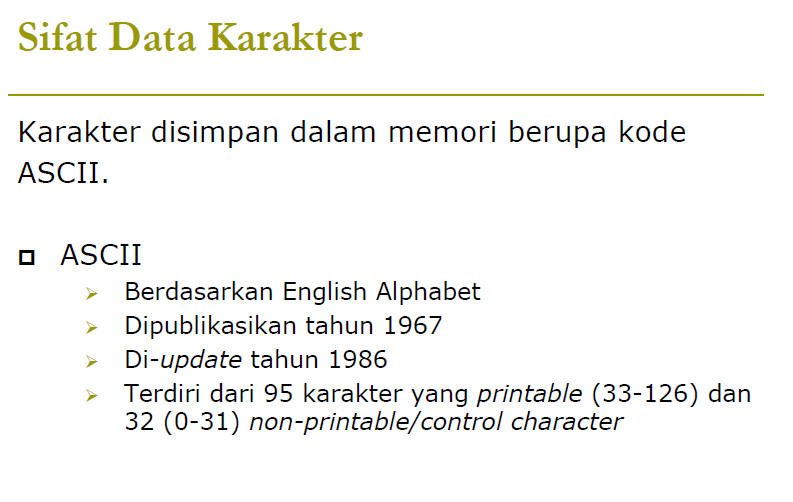 Sifat Data Karakter
Karakter disimpan dalam memori berupa kode
ASCII.
ASCII
Berdasarkan English Alphabet
Dipublikasikan tahun 1967
Di-update tahun 1986
Terdiri dari 95 karakter yang printable (33-126) dan
32 (0-31) non-printable/control character